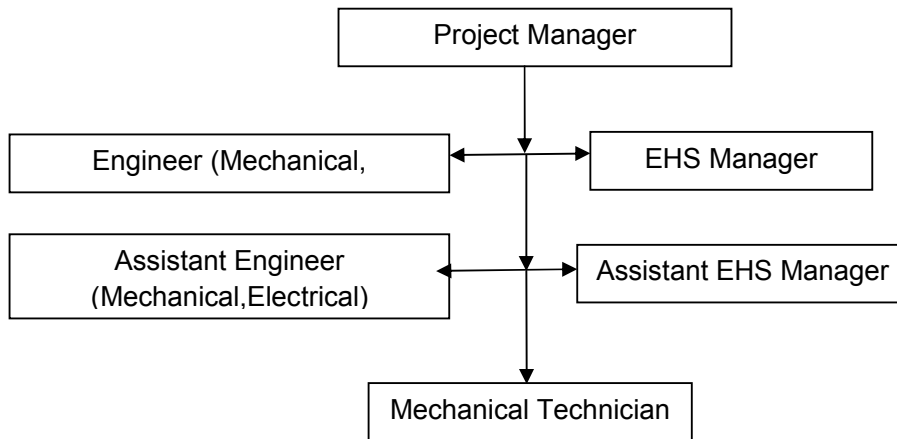 Project Manager
Engineer (Mechanical,
EHS Manager
Assistant Engineer
(Mechanical,Electrical)
Assistant EHS Manager
Mechanical Technician